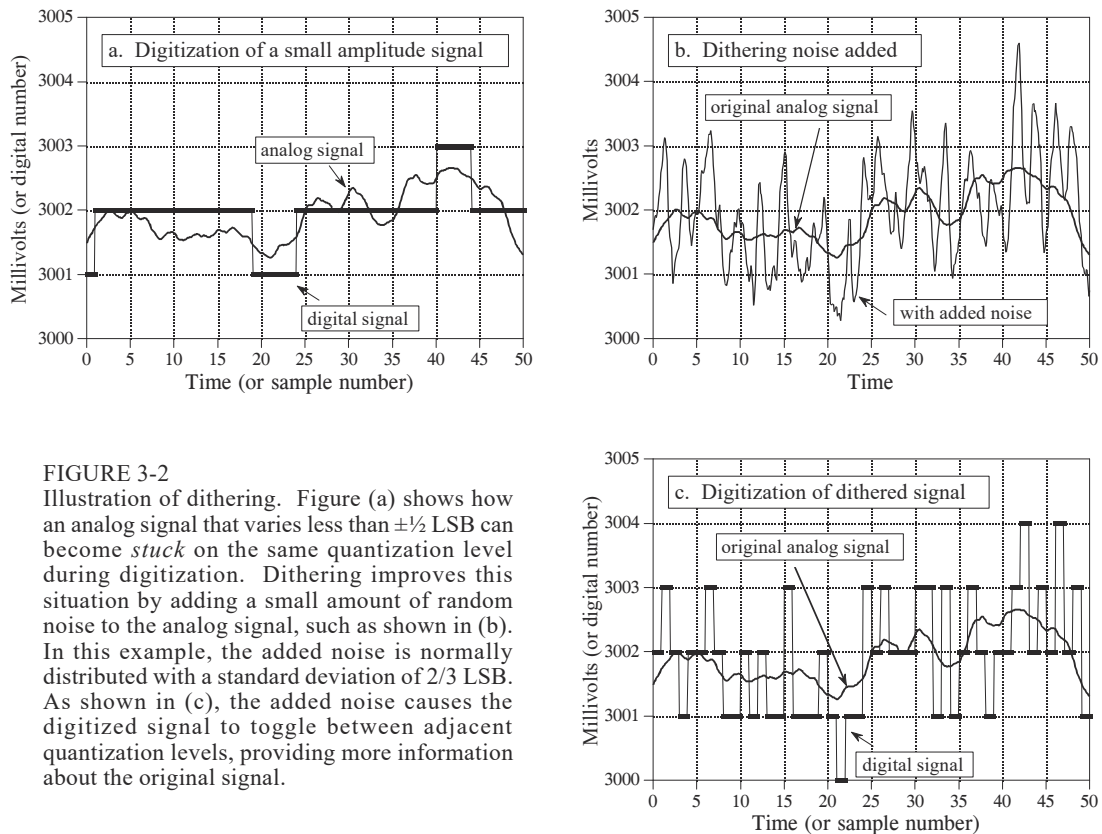 a. Digitization of a small amplitude signal
Millivolts (or digital number)
3005
3004
3003
3002
3001
3000
analog signal
digital signal
0 5 10 15 20 25 30 35 40 45 50
Time (or sample number)
b. Dithering noise added
Millivolts
3005
3004
3003
3002
3001
3000
original analog signal
with added noise
0 5 10 15 20 25 30 35 40 45 50
Time
FIGURE 3-2
Illustration of dithering. Figure (a) shows how
an analog signal that varies less than ±½ LSB can
become stuck on the same quantization level
during digitization. Dithering improves this
situation by adding a small amount of random
noise to the analog signal, such as shown in (b).
In this example, the added noise is normally
distributed with a standard deviation of 2/3 LSB.
As shown in (c), the added noise causes the
digitized signal to toggle between adjacent
quantization levels, providing more information
about the original signal.
c. Digitization of dithered signal
Millivolts (or digital number)
3005
3004
3003
3002
3001
3000
original analog signal
digital signal
0 5 10 15 20 25 30 35 40 45 50
Time (or sample number)